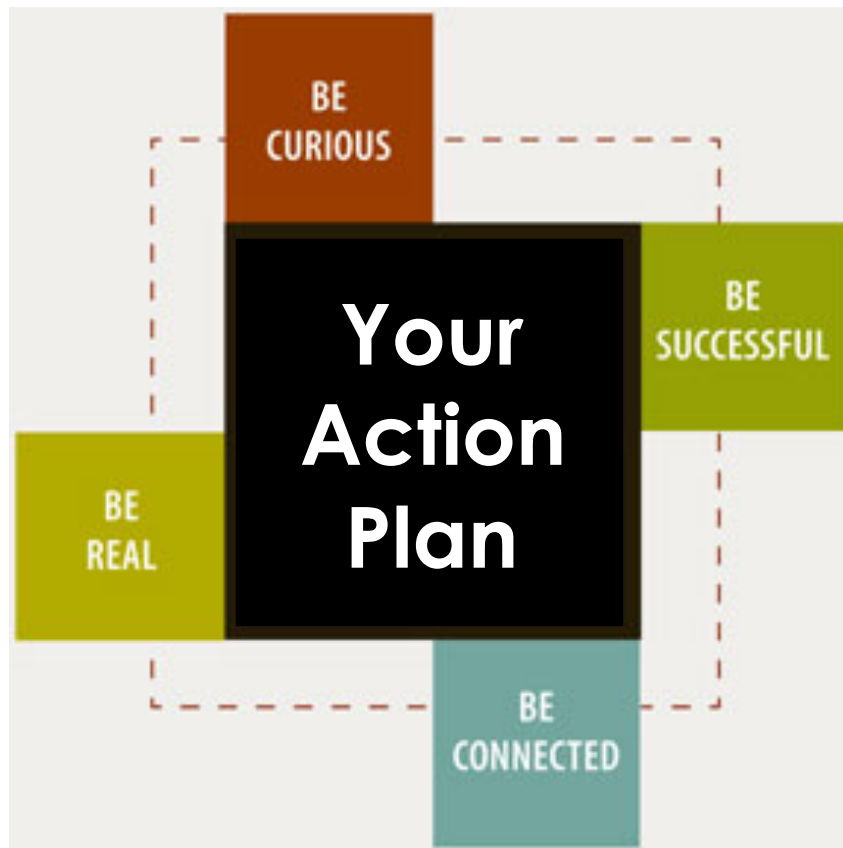 BE
CURIOUS
BE
SUCCESSFUL
Your
Action
Plan
BE
REAL
BE
CONNECTED